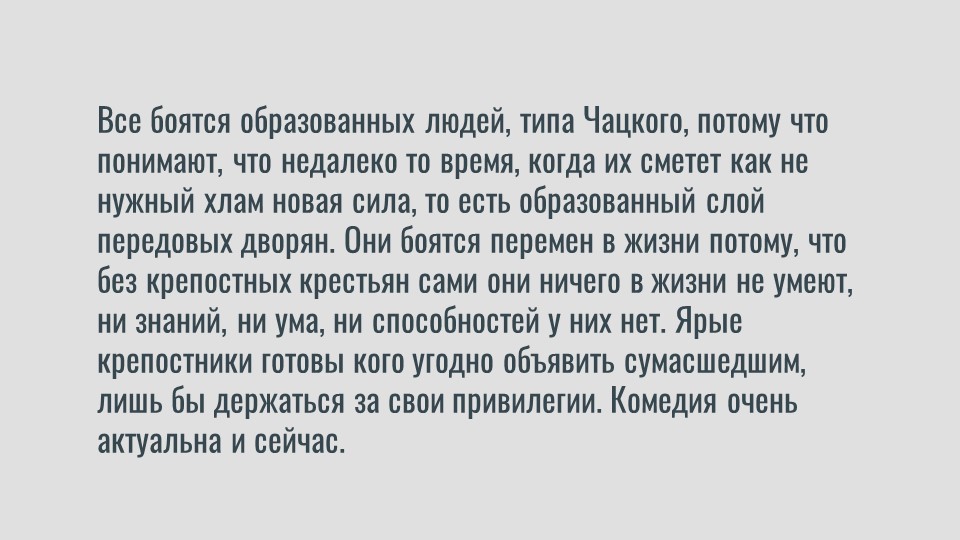 Все боятся образованных людей, типа Чацкого, потому что
понимают, что недалеко то время, когда их сметет как не
нужный хлам новая сила, то есть образованный слой
передовых дворян. Они боятся перемен в жизни потому, что
без крепостных крестьян сами они ничего в жизни не умеют,
ни знаний, ни ума, ни способностей у них нет. Ярые
крепостники готовы кого угодно объявить сумасшедшим,
лишь бы держаться за свои привилегии. Комедия очень
актуальна и сейчас.